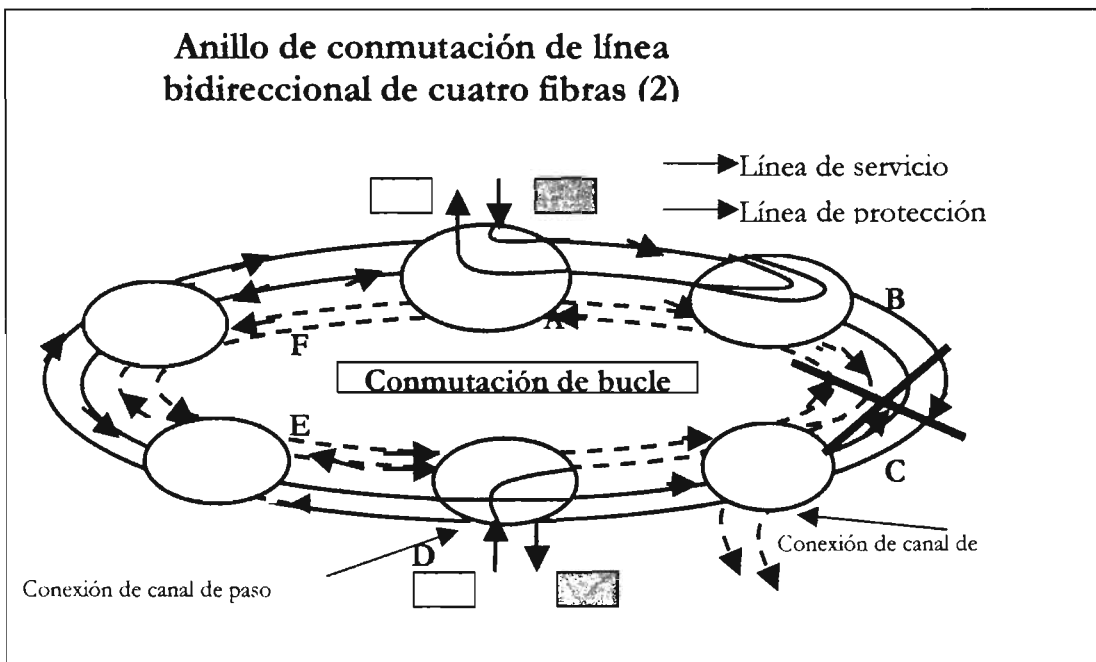 Anillo de conmutación de línea
bidireccional de cuatro fibras (2)
Línea de servicio
Línea de protección
B
A
F
Conmutación de bucle
E
C
D
Conexión de canal de
Conexión de canal de paso